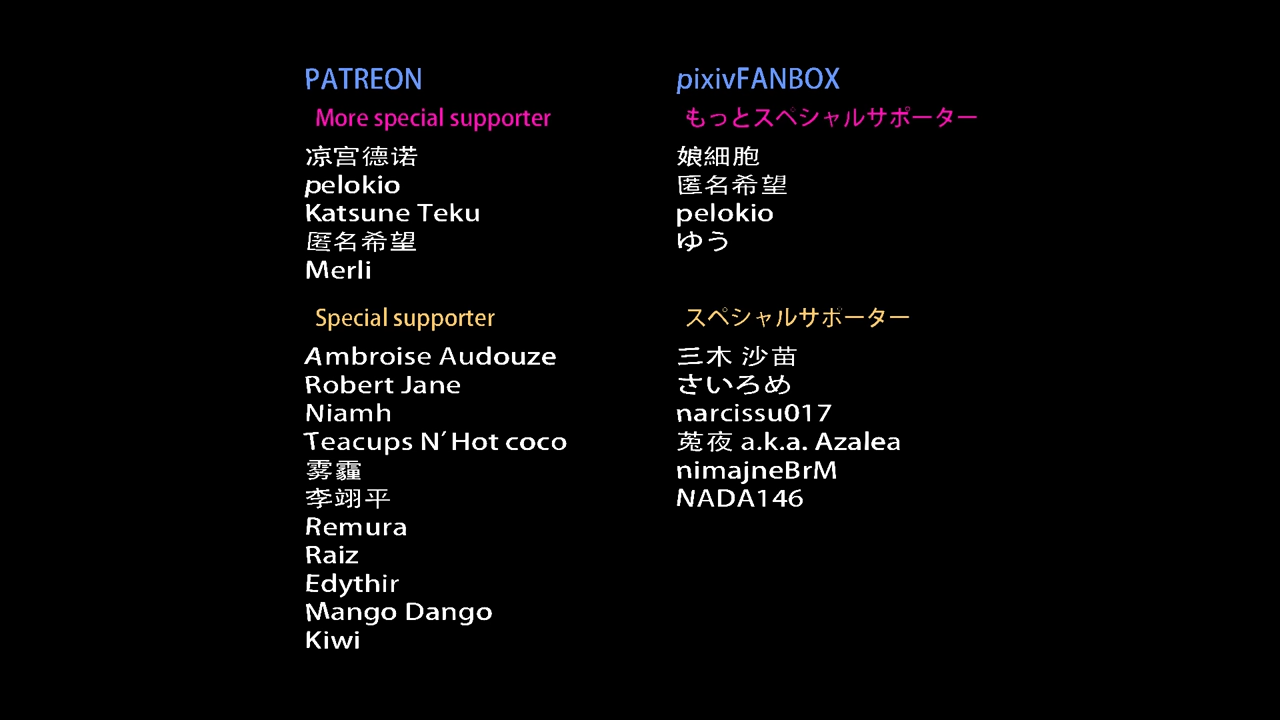 PATREON
More special supporter
凉宫德诺
pelokio
Katsune Teku
匿名希望
Merli
Special supporter
Ambroise Audouze
Robert Jane
Niamh
Teacups N´Hot coco
雾霾
李翊平
Remura
Raiz
Edythir
Mango Dango
Kiwi
pixivFANBOX
もっとスペシャルサポーター
娘細胞
匿名希望
pelokio
ゆう
スペシャルサポーター
三木 沙苗
さいろめ
narcissu017
菟夜 a.k.a. Azalea
nimajneBrM
NADA146